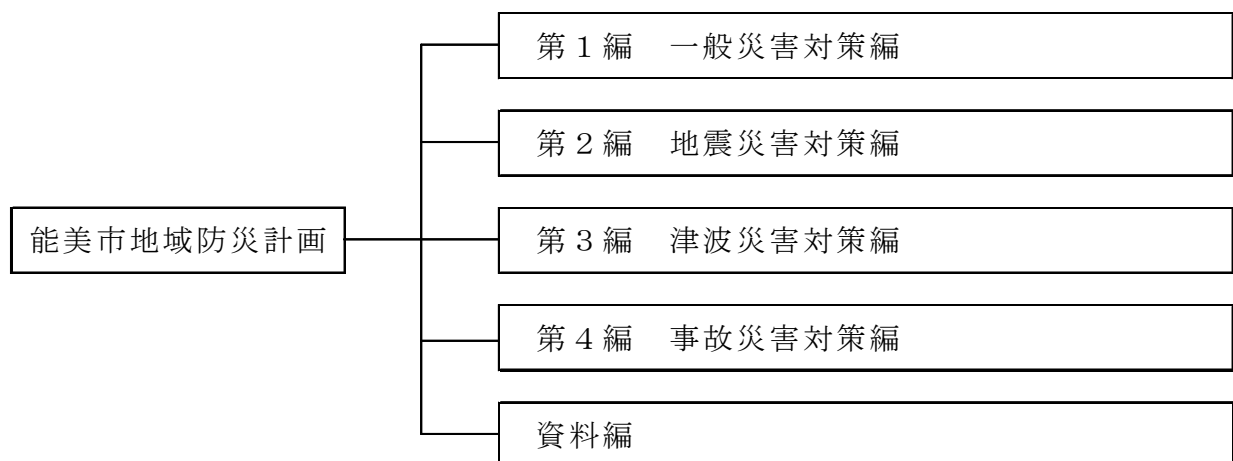 第１編　一般災害対策編
第２編　地震災害対策編
能美市地域防災計画
第３編　津波災害対策編
第４編　事故災害対策編
資料編